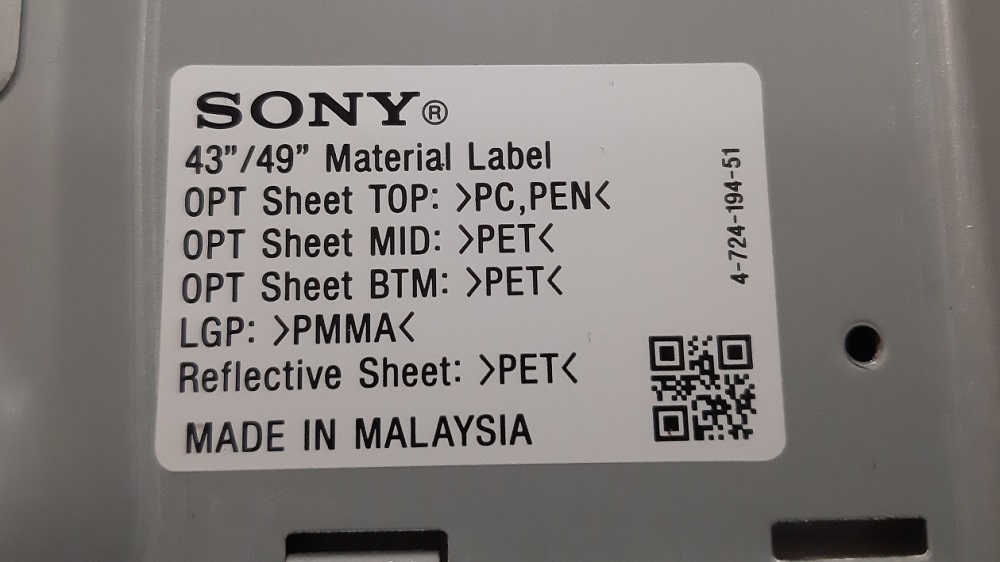 SONY®
43"/49" Material Label
OPT Sheet TOP: >PC,PEN<
OPT Sheet MID: >PET<
OPT Sheet BTM: >PET<
LGP: >PMMA<
Reflective Sheet: >PET<
MADE IN MALAYSIA
4-724-194-51